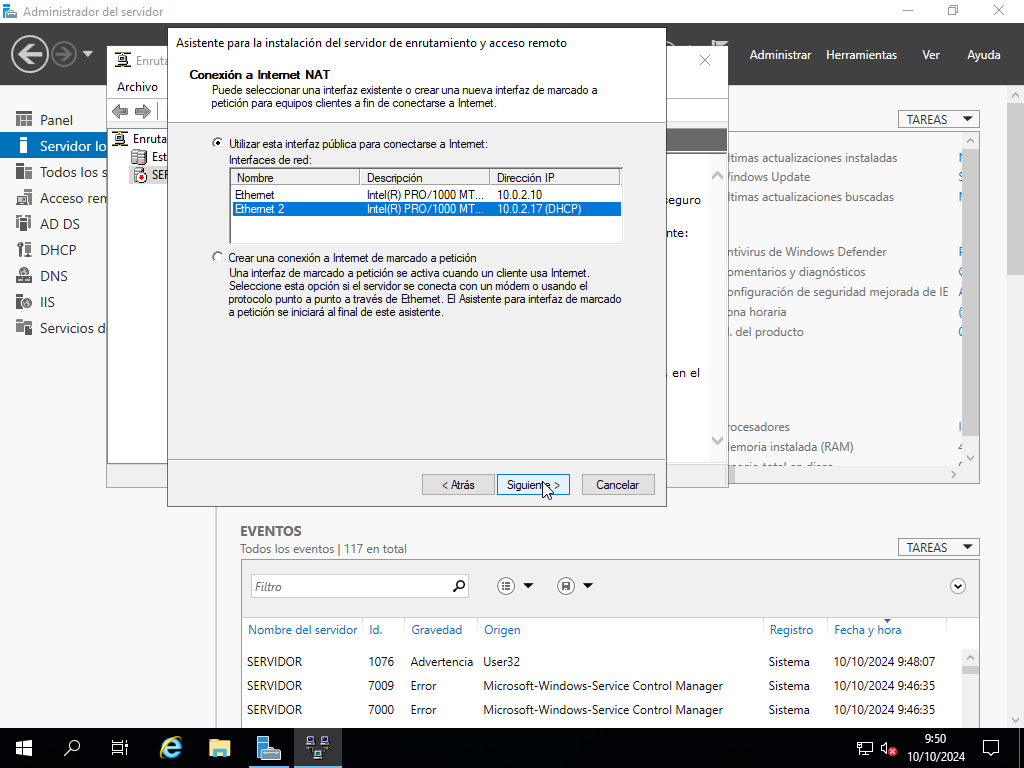 Administrador del servidor
Administrar
Herramientas
Ver
Ayuda
Asistente para la instalación del servidor de enrutamiento y acceso remoto
Conexión a Internet NAT
Puede seleccionar una interfaz existente o crear una nueva interfaz de marcado a
petición para equipos clientes a fin de conectarse a Internet.
Utilizar esta interfaz pública para conectarse a Internet:
Interfaces de red:
Nombre Descripción Dirección IP
Ethernet Intel(R) PRO/1000 MT... 10.0.2.10
Ethernet 2 Intel(R) PRO/1000 MT... 10.0.2.17 (DHCP)
Crear una conexión a Internet de marcado a petición
Una interfaz de marcado a petición se activa cuando un cliente usa Internet.
Seleccione esta opción si el servidor se conecta con un módem o usando el
protocolo punto a punto a través de Ethernet. El Asistente para interfaz de marcado
a petición se iniciará al final de este asistente.
< Atrás
Siguiente >
Cancelar
Enruta
Archivo
Enruta
Est
SER
seguro
nte:
, en el
Panel
Servidor lo
Todos los s
Acceso rem
AD DS
DHCP
DNS
IIS
Servicios d
TAREAS
ltimas actualizaciones instaladas
Windows Update
ltimas actualizaciones buscadas
ntivirus de Windows Defender
omentarios y diagnósticos
onfiguración de seguridad mejorada de IE
ona horaria
. del producto
rocesadores
Memoria instalada (RAM)
EVENTOS
Todos los eventos | 117 en total
TAREAS
Filtro
Nombre del servidor Id. Gravedad Origen Registro Fecha y hora
SERVIDOR 1076 Advertencia User32 Sistema 10/10/2024 9:48:07
SERVIDOR 7009 Error Microsoft-Windows-Service Control Manager Sistema 10/10/2024 9:46:35
SERVIDOR 7000 Error Microsoft-Windows-Service Control Manager Sistema 10/10/2024 9:46:35
9:50
10/10/2024